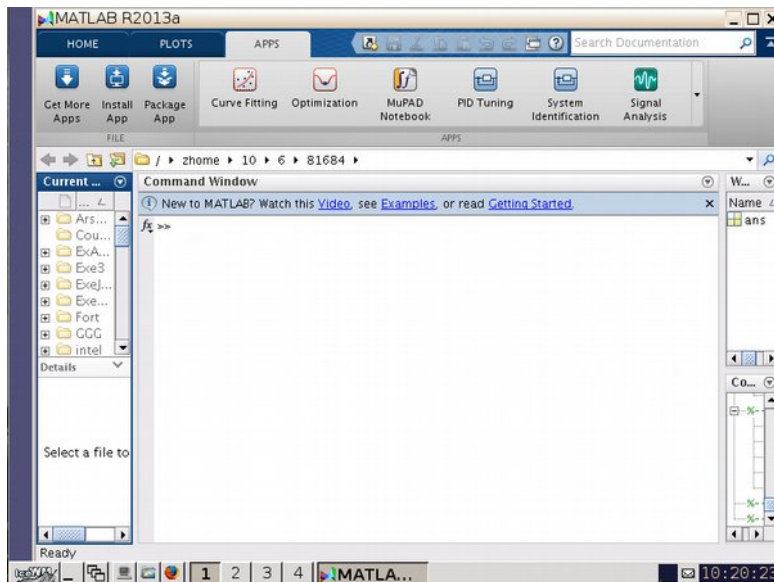 MATLAB R2013a
HOME PLOTS APPS Search Documentation
Get More Apps Install App Package App Curve Fitting Optimization MuPAD Notebook PID Tuning System Identification Signal Analysis
FILE APPS
/ zhome 10 6 81684
Current ... Command Window W...
New to MATLAB? Watch this Video, see Examples, or read Getting Started. Name
... fx >> ans
Ars...
Cou...
ExA...
Exe3
ExeJ...
Exe...
Fort
GGG
intel
Details Co...
Select a file to
Ready
1 2 3 4 MATLA... 10:20:23